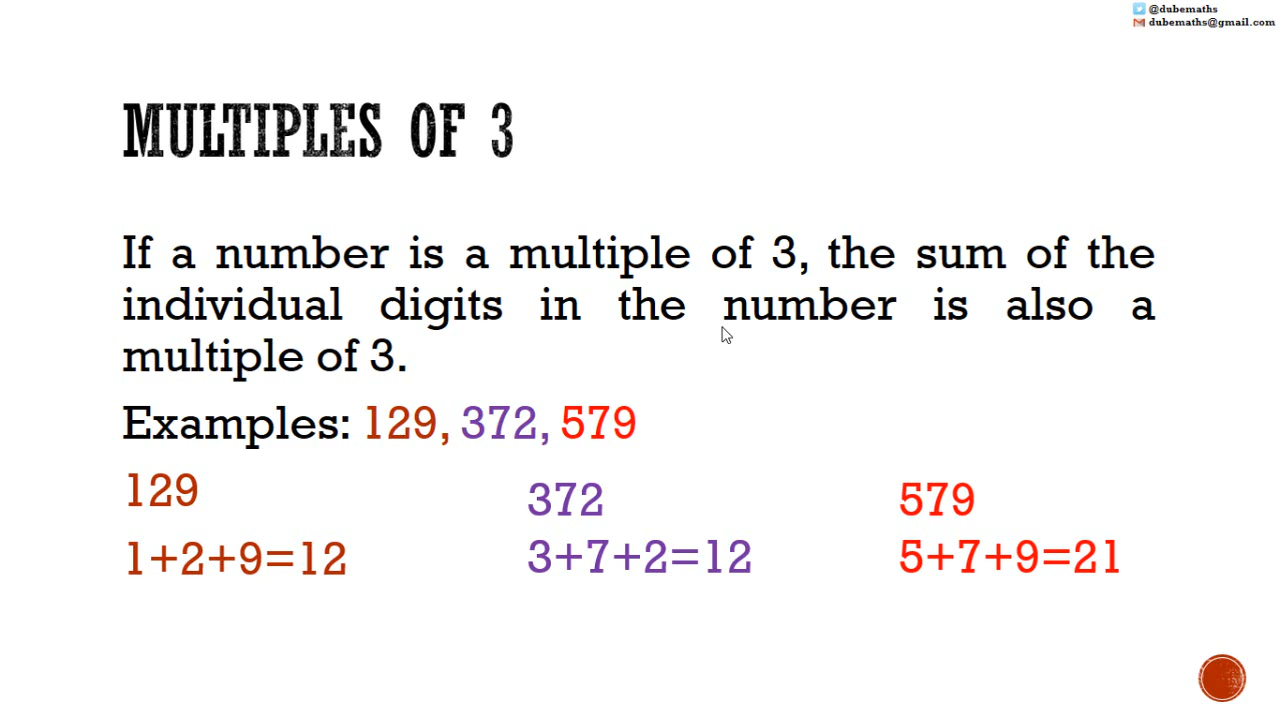 @dubemaths
dubemaths@gmail.com
MULTIPLES OF 3
If a number is a multiple of 3, the sum of the
individual digits in the number is also a
multiple of 3.
Examples: 129, 372, 579
129
1+2+9=12
372
3+7+2=12
579
5+7+9=21